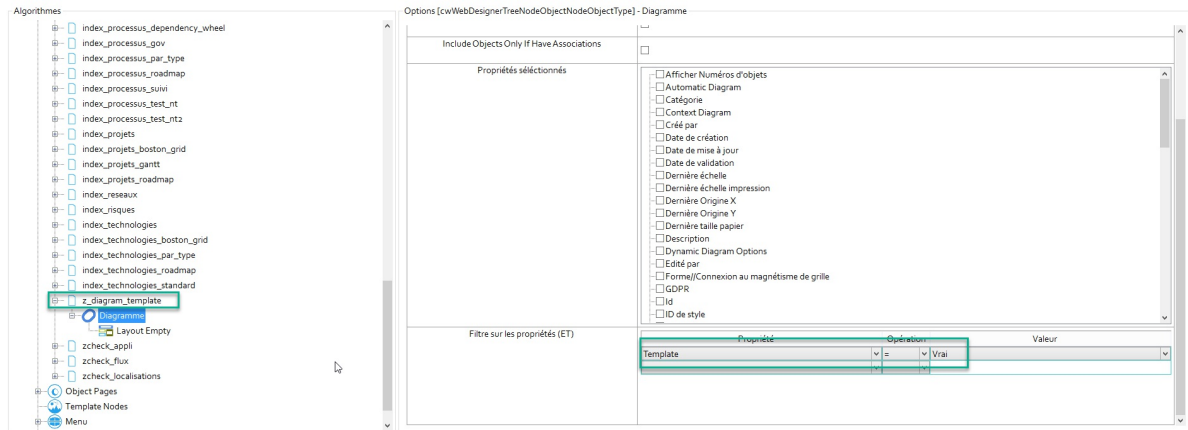 Algorithmes
index_processus_dependency_wheel
index_processus_gov
index_processus_par_type
index_processus_roadmap
index_processus_suivi
index_processus_test_nt
index_processus_test_nt2
index_projets
index_projets_boston_grid
index_projets_gantt
index_projets_roadmap
index_reseaux
index_risques
index_technologies
index_technologies_boston_grid
index_technologies_par_type
index_technologies_roadmap
index_technologies_standard
z_diagram_template
Diagramme
Layout Empty
zcheck_appli
zcheck_flux
zcheck_localisations
Object Pages
Template Nodes
Menu
Options [cwWebDesignerTreeNodeObjectNodeObjectType] - Diagramme
Include Objects Only If Have Associations
Propriétés séléctionnés
Afficher Numéros d'objets
Automatic Diagram
Catégorie
Context Diagram
Créé par
Date de création
Date de mise à jour
Date de validation
Dernière échelle
Dernière échelle impression
Dernière Origine X
Dernière Origine Y
Dernière taille papier
Description
Dynamic Diagram Options
Edité par
Forme//Connexion au magnétisme de grille
GDPR
Id
ID de style
Filtre sur les propriétés (ET)
Propriété Opération Valeur
Template = Vrai